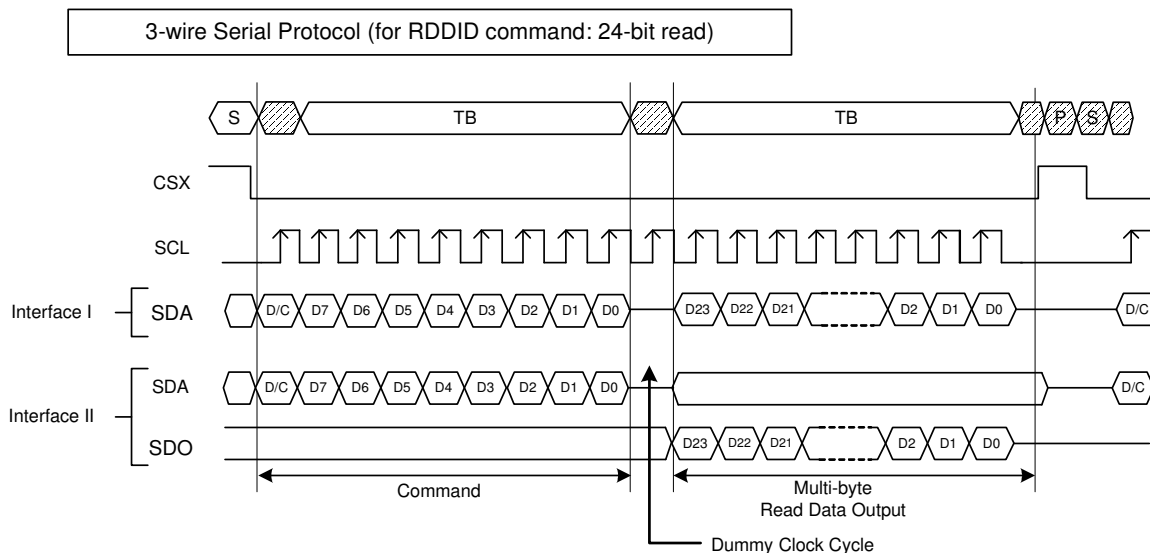 3-wire Serial Protocol (for RDDID command: 24-bit read)
S TB TB P S
CSX
SCL
Interface I SDA D/C D7 D6 D5 D4 D3 D2 D1 D0 D23 D22 D21 D2 D1 D0 D/C
SDA D/C D7 D6 D5 D4 D3 D2 D1 D0 D/C
Interface II
SDO D23 D22 D21 D2 D1 D0
Command Multi-byte
Read Data Output
Dummy Clock Cycle